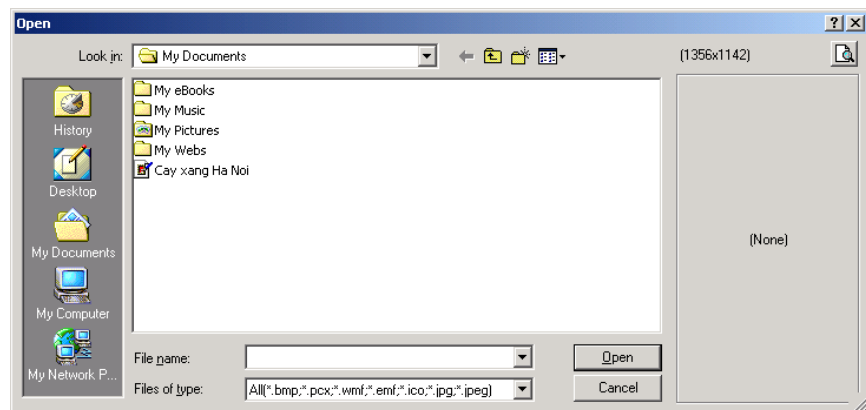 Open
Look in: My Documents
(1356x1142)
History
Desktop
My Documents
My Computer
My Network P...
My eBooks
My Music
My Pictures
My Webs
Cay xang Ha Noi
(None)
File name:
Open
Files of type: All(*.bmp;*.pcx;*.wmf;*.emf;*.ico;*.jpg;*.jpeg)
Cancel